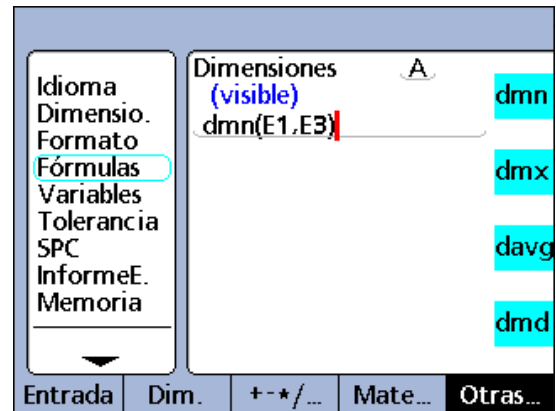 Idioma
Dimensio.
Formato
Fórmulas
Variables
Tolerancia
SPC
InformeE.
Memoria
Dimensiones A
(visible)
dmn(E1,E3)
dmn
dmx
davg
dmd
Entrada Dim. +-*/... Mate... Otras...